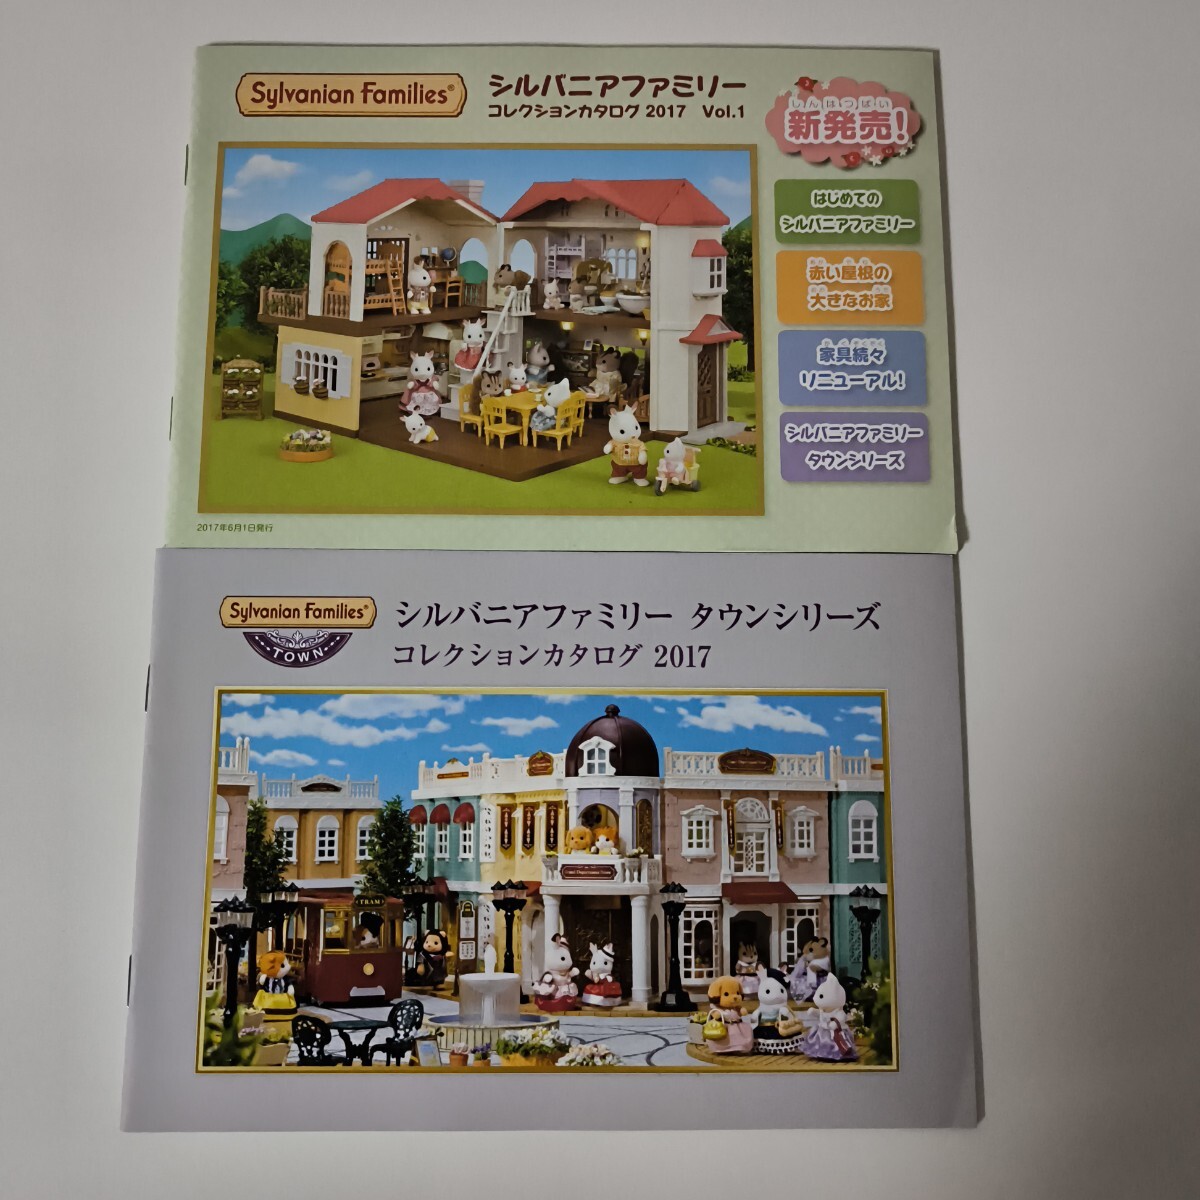 Sylvanian Families®
シルバニアファミリー
コレクションカタログ 2017 Vol.1
しんはつばい
新発売!
はじめての
シルバニアファミリー
赤い屋根の
大きなお家
家具続々
リニューアル!
シルバニアファミリー
タウンシリーズ
2017年6月1日発行
Sylvanian Families®
TOWN
シルバニアファミリー タウンシリーズ
コレクションカタログ 2017
TRAM